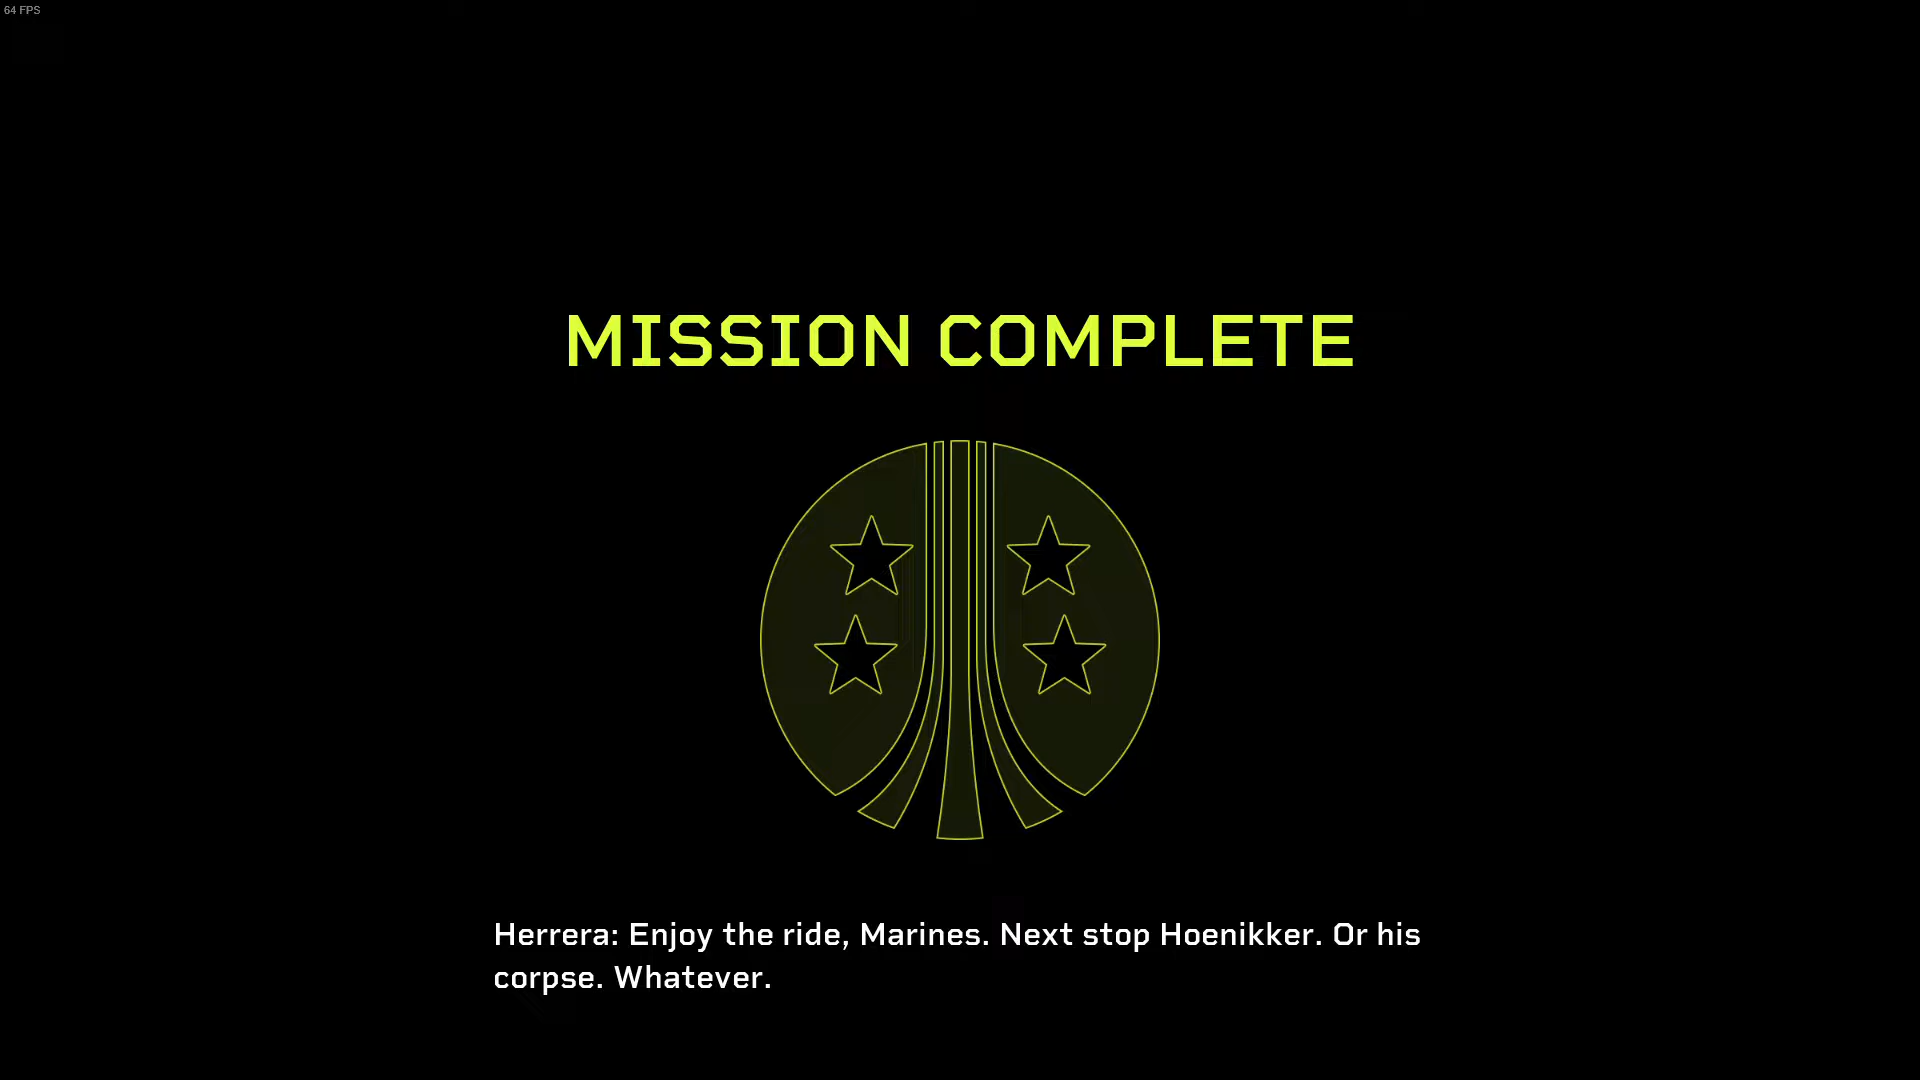 64 FPS
MISSION COMPLETE
Herrera: Enjoy the ride, Marines. Next stop Hoenikker. Or his
corpse. Whatever.